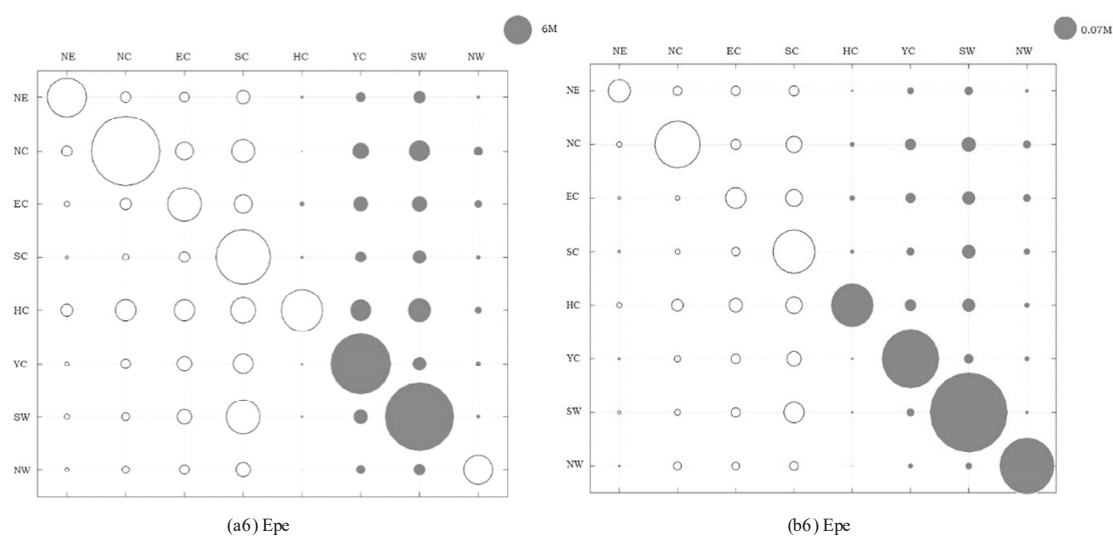 6M
NE NC EC SC HC YC SW NW
NE
NC
EC
SC
HC
YC
SW
NW
(a6) Epe
0.07M
NE NC EC SC HC YC SW NW
NE
NC
EC
SC
HC
YC
SW
NW
(b6) Epe